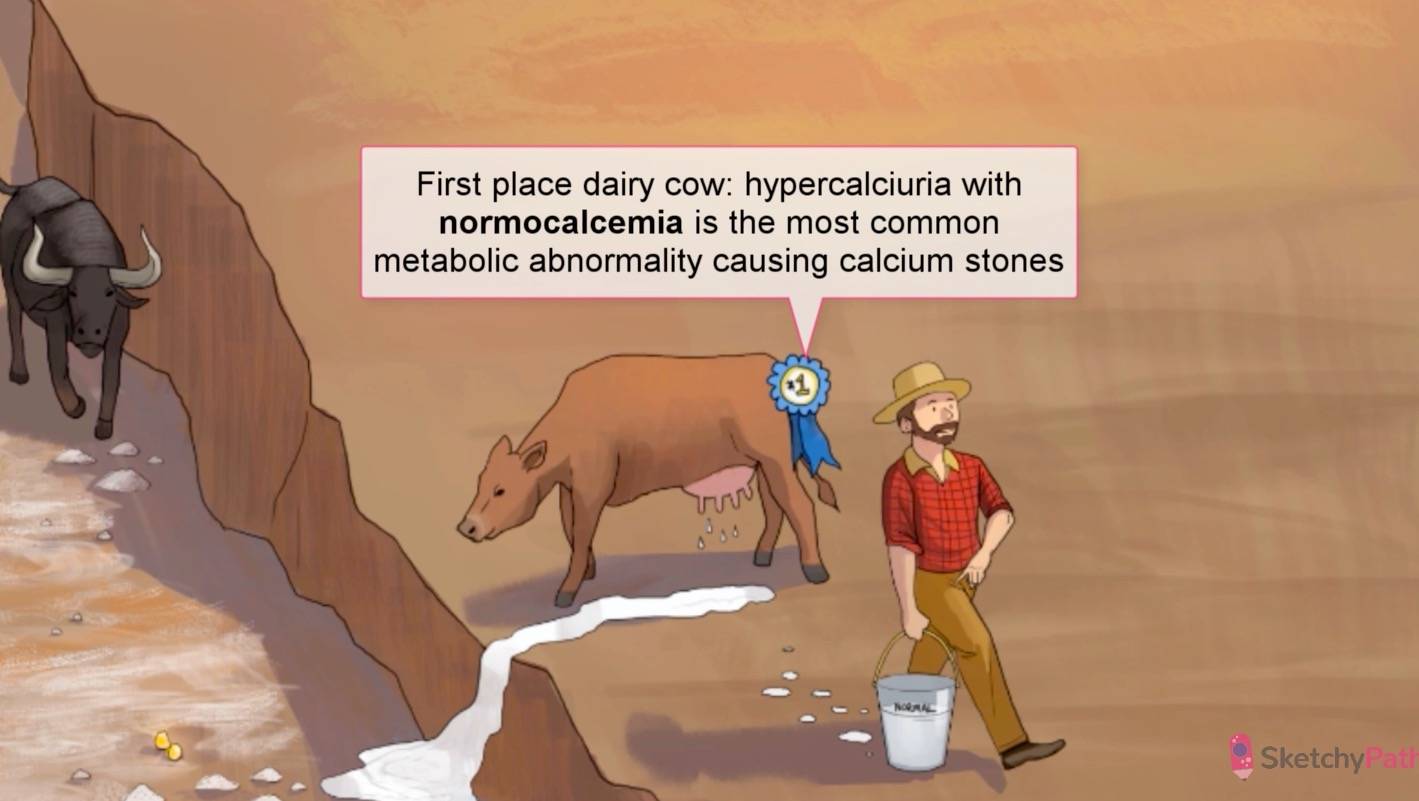 First place dairy cow: hypercalciuria with
normocalcemia is the most common
metabolic abnormality causing calcium stones
#1
NORMAL
SketchyPath